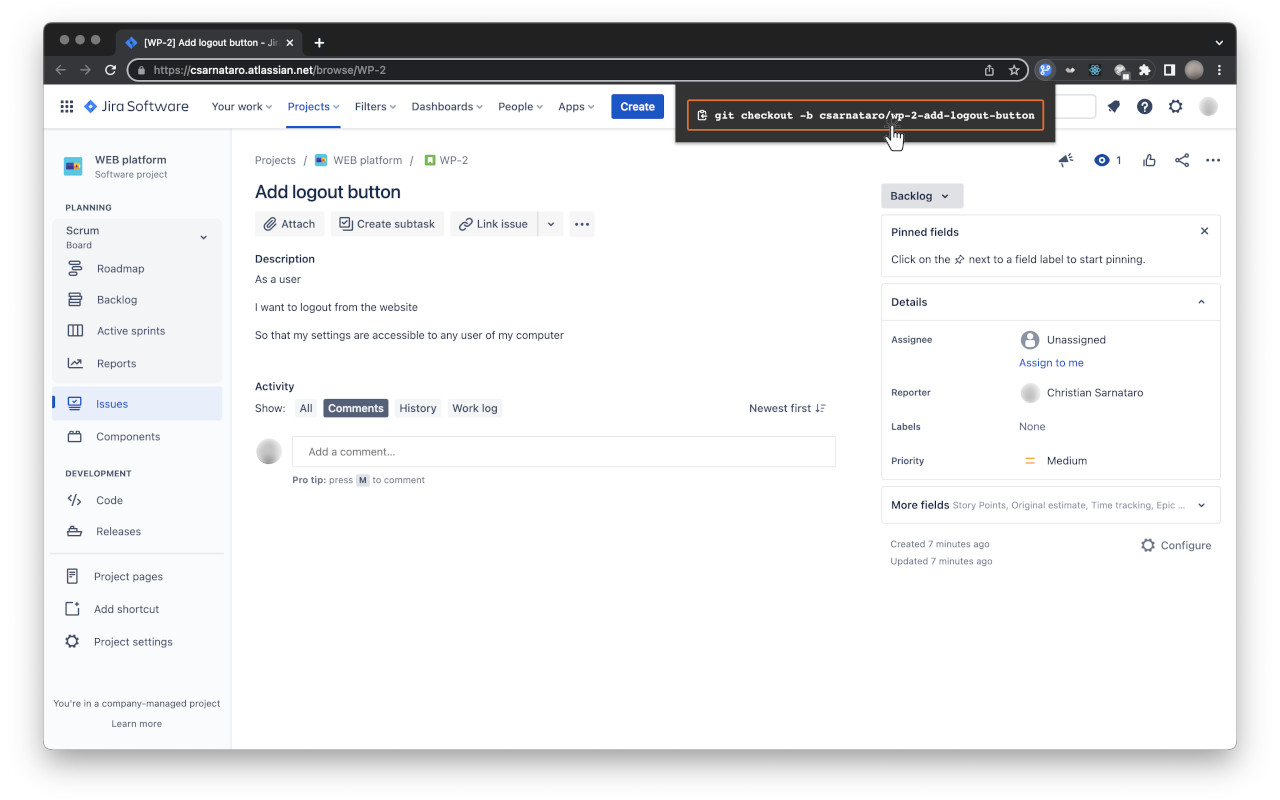 [WP-2] Add logout button - Jir
https://csarnataro.atlassian.net/browse/WP-2
Jira Software
Your work
Projects
Filters
Dashboards
People
Apps
Create
git checkout -b csarnataro/wp-2-add-logout-button
WEB platform
Software project
PLANNING
Scrum
Board
Roadmap
Backlog
Active sprints
Reports
Issues
Components
DEVELOPMENT
Code
Releases
Project pages
Add shortcut
Project settings
You're in a company-managed project
Learn more
Projects / WEB platform / WP-2
Add logout button
Attach
Create subtask
Link issue
Description
As a user
I want to logout from the website
So that my settings are accessible to any user of my computer
Activity
Show: All Comments History Work log
Newest first
Add a comment...
Pro tip: press M to comment
1
Backlog
Pinned fields
Click on the next to a field label to start pinning.
Details
Assignee
Unassigned
Assign to me
Reporter
Christian Sarnataro
Labels
None
Priority
Medium
More fields Story Points, Original estimate, Time tracking, Epic ...
Created 7 minutes ago
Updated 7 minutes ago
Configure